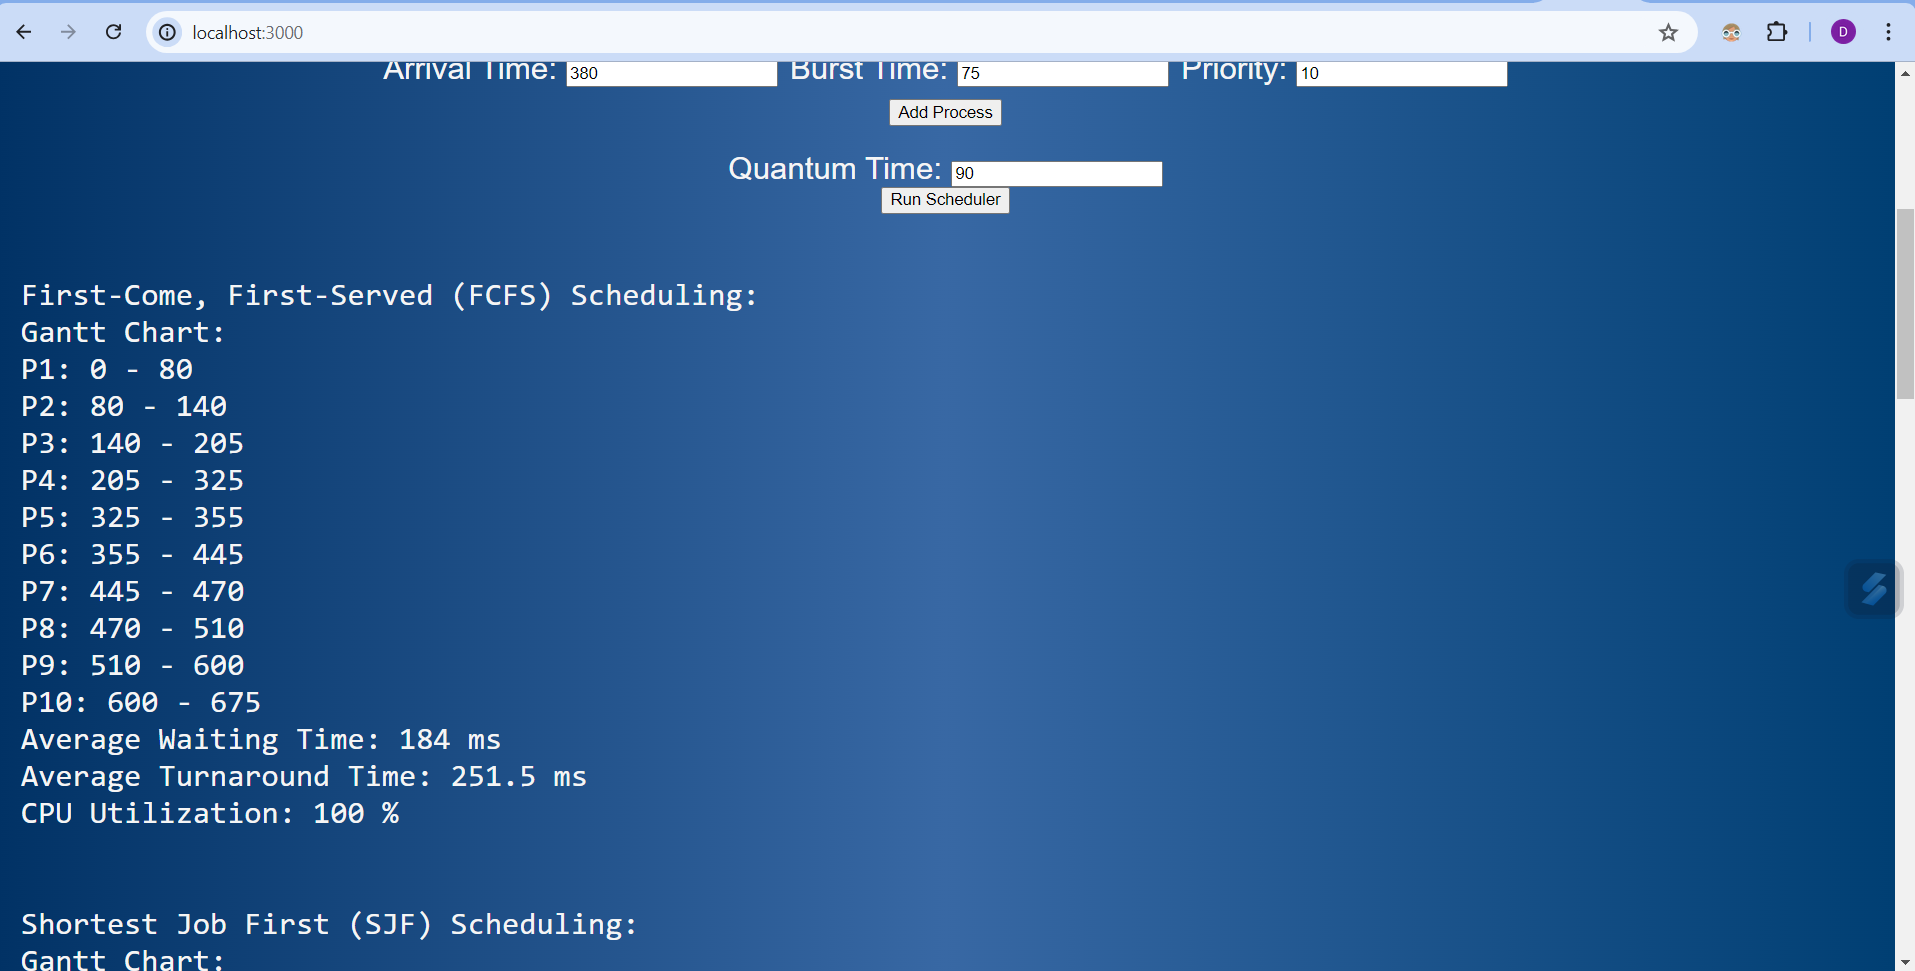 localhost:3000
D
Arrival Time: 380 Burst Time: 75 Priority: 10
Add Process
Quantum Time: 90
Run Scheduler
First-Come, First-Served (FCFS) Scheduling:
Gantt Chart:
P1: 0 - 80
P2: 80 - 140
P3: 140 - 205
P4: 205 - 325
P5: 325 - 355
P6: 355 - 445
P7: 445 - 470
P8: 470 - 510
P9: 510 - 600
P10: 600 - 675
Average Waiting Time: 184 ms
Average Turnaround Time: 251.5 ms
CPU Utilization: 100 %
Shortest Job First (SJF) Scheduling:
Gantt Chart: